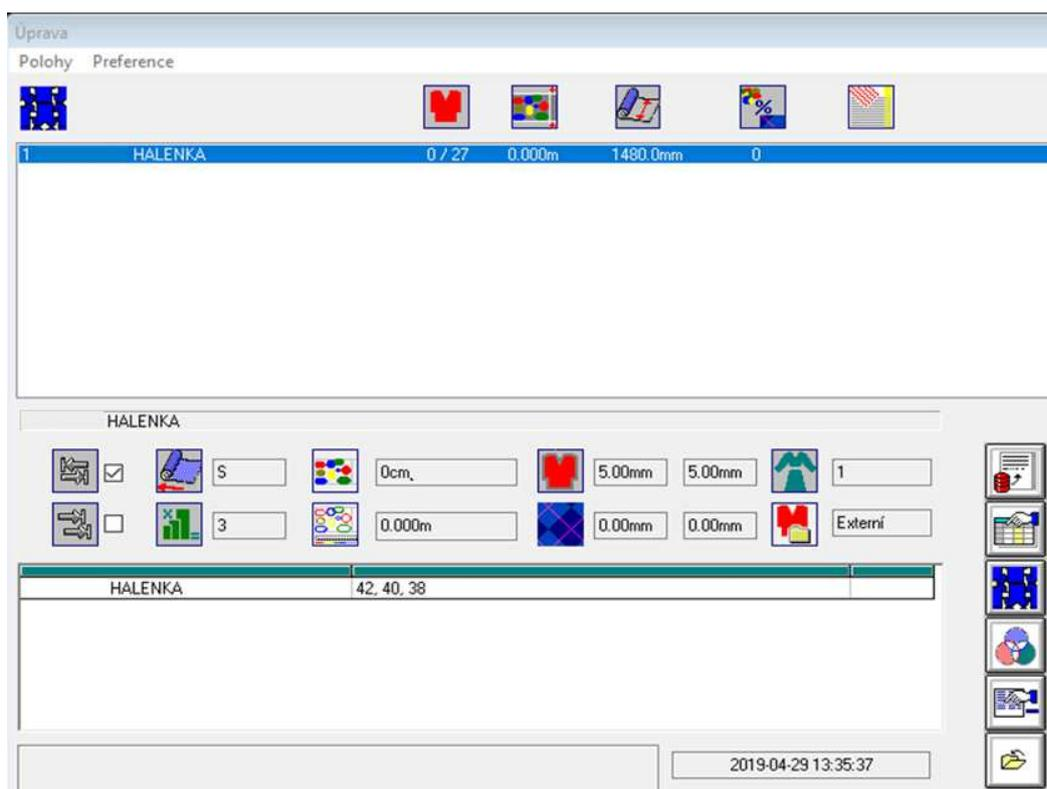 Úprava
Polohy Preference
%
1 HALENKA 0 / 27 0.000m 1480.0mm 0
HALENKA
S 0cm, 5.00mm 5.00mm 1
3 0.000m 0.00mm 0.00mm Externí
HALENKA 42, 40, 38
2019-04-29 13:35:37